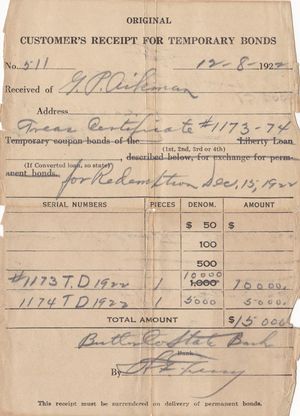 ORIGINAL
CUSTOMER'S RECEIPT FOR TEMPORARY BONDS
No. 511 12-8-1922
Received of G. P. Aikman
Address
Treas Certificate #1173-74
Temporary coupon bonds of the Liberty Loan
(1st, 2nd, 3rd or 4th)
, described below, for exchange for perm-
(If Converted loan, so state)
anent bonds. for Redemption Dec, 15, 1922
SERIAL NUMBERS PIECES DENOM. AMOUNT
$ 50 $
100
500
10000
#1173 T.D 1922 1 1,000 10000.
1174 T.D 1922 1 5000 5000.
TOTAL AMOUNT $15000
Butler Co State Bank
Bank
By
This receipt must be surrendered on delivery of permanent bonds.